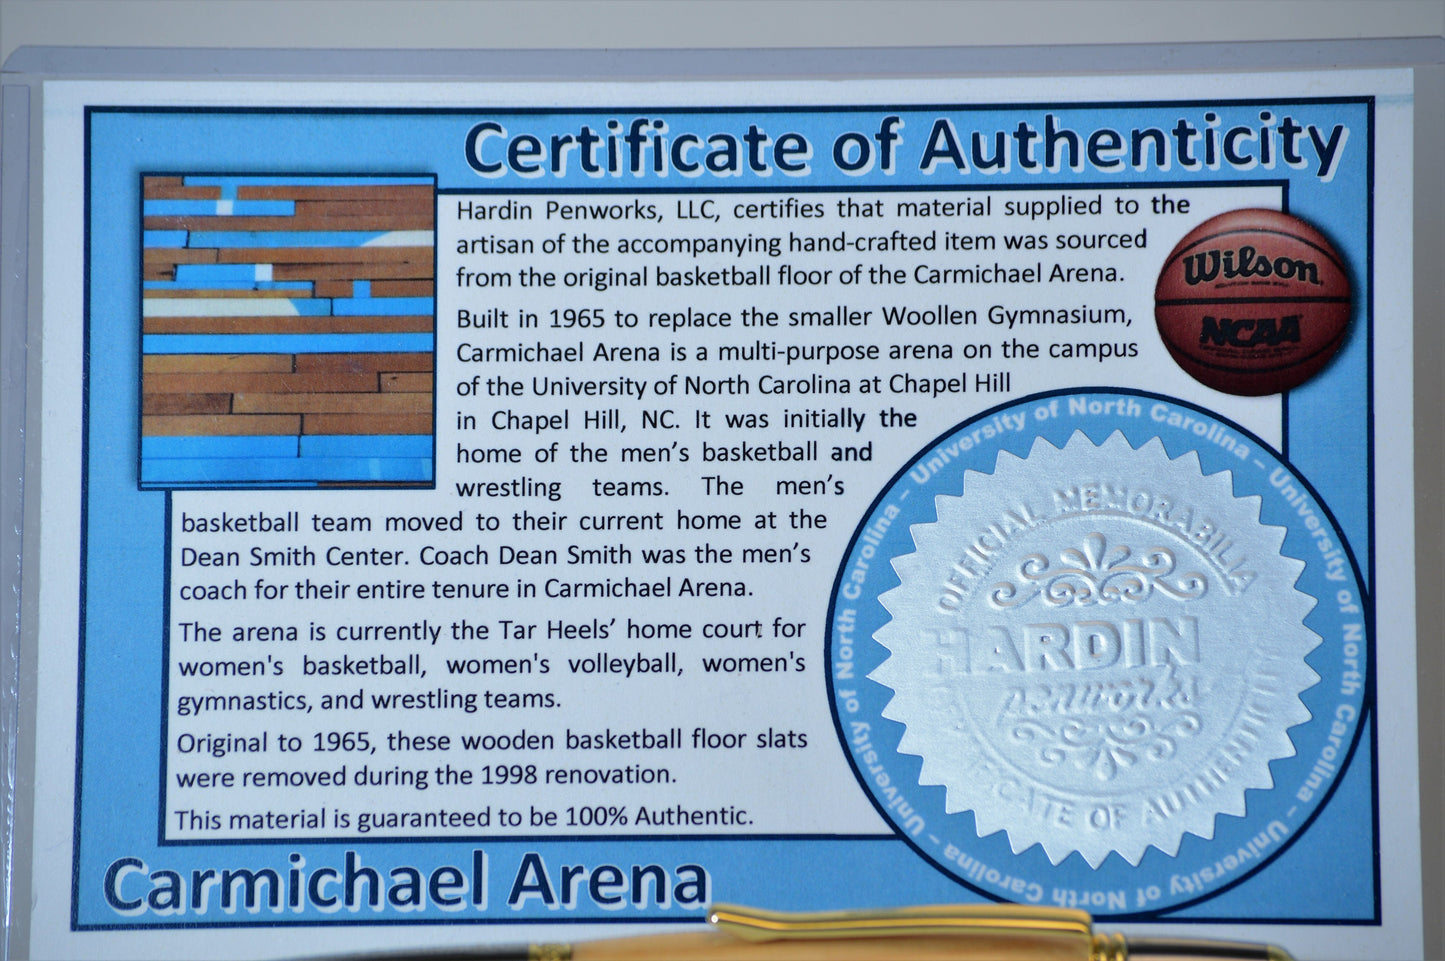 Certificate of Authenticity
Hardin Penworks, LLC, certifies that material supplied to the
artisan of the accompanying hand-crafted item was sourced
from the original basketball floor of the Carmichael Arena.
Built in 1965 to replace the smaller Woollen Gymnasium,
Carmichael Arena is a multi-purpose arena on the campus
of the University of North Carolina at Chapel Hill
in Chapel Hill, NC. It was initially the
home of the men's basketball and
wrestling teams. The men's
basketball team moved to their current home at the
Dean Smith Center. Coach Dean Smith was the men's
coach for their entire tenure in Carmichael Arena.
The arena is currently the Tar Heels' home court for
women's basketball, women's volleyball, women's
gymnastics, and wrestling teams.
Original to 1965, these wooden basketball floor slats
were removed during the 1998 renovation.
This material is guaranteed to be 100% Authentic.
Carmichael Arena
Wilson
NCAA
University of North Carolina – University of North Carolina – University of North Carolina – University of North Carolina –
OFFICIAL MEMORABILIA
HARDIN
penworks
CERTIFICATE OF AUTHENTICITY